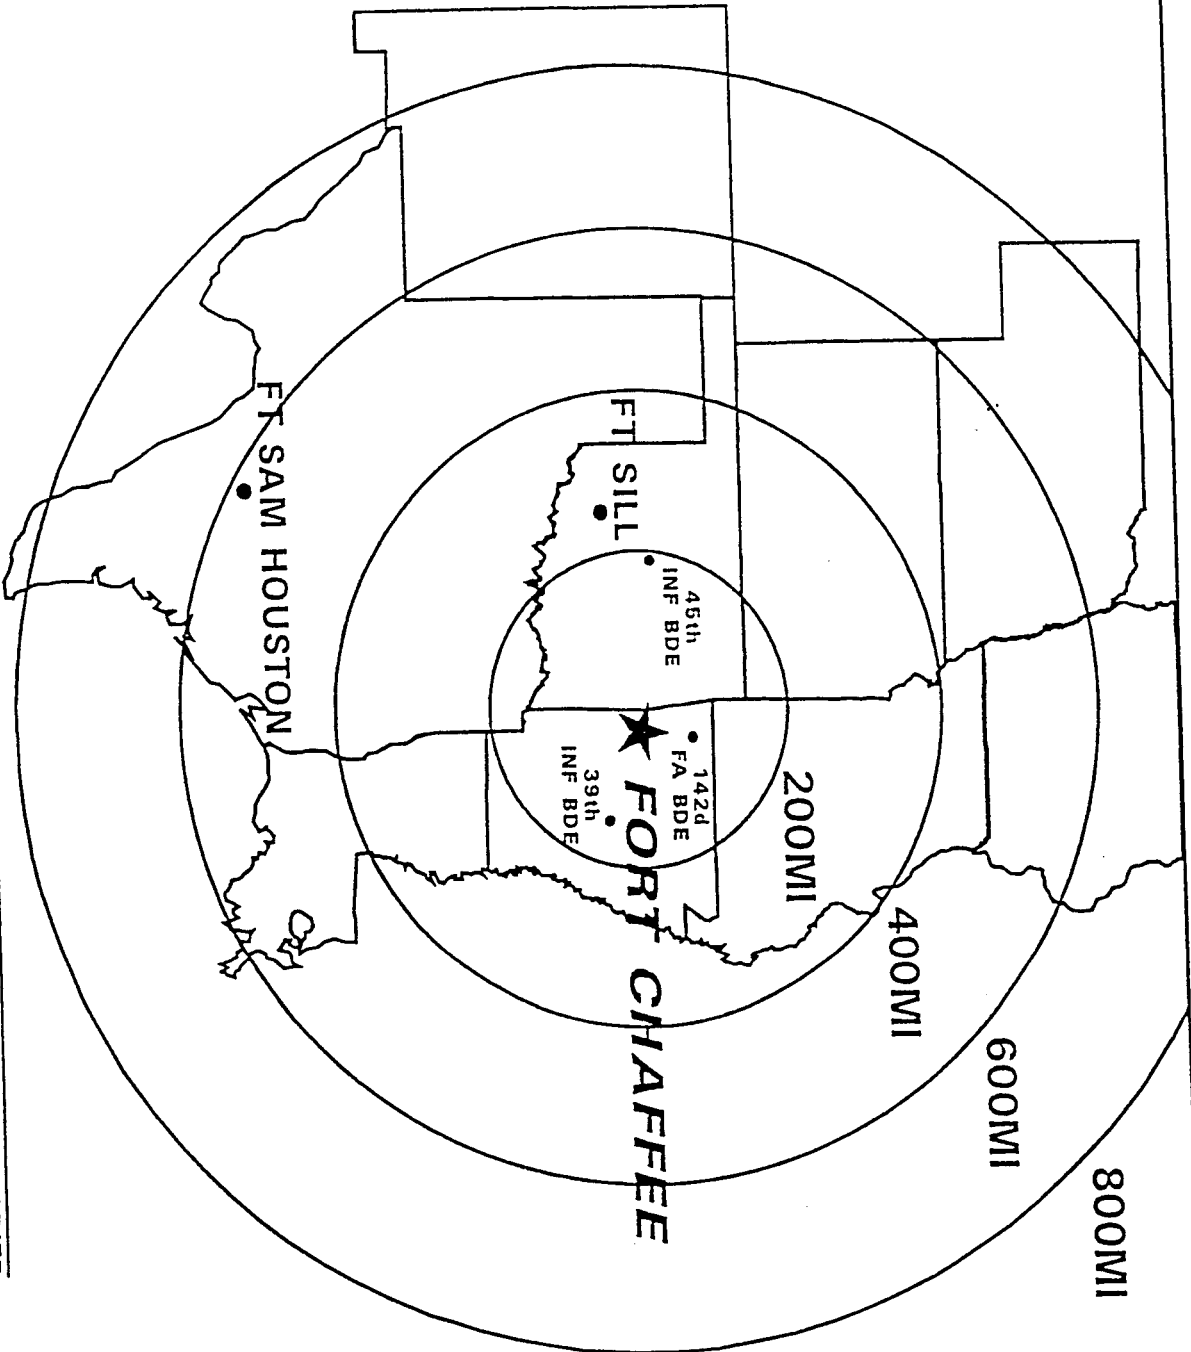 800MI
600MI
400MI
200MI
45th
INF BDE
142d
FA BDE
FT SILL
FORT CHAFFEE
39th
INF BDE
FT SAM HOUSTON